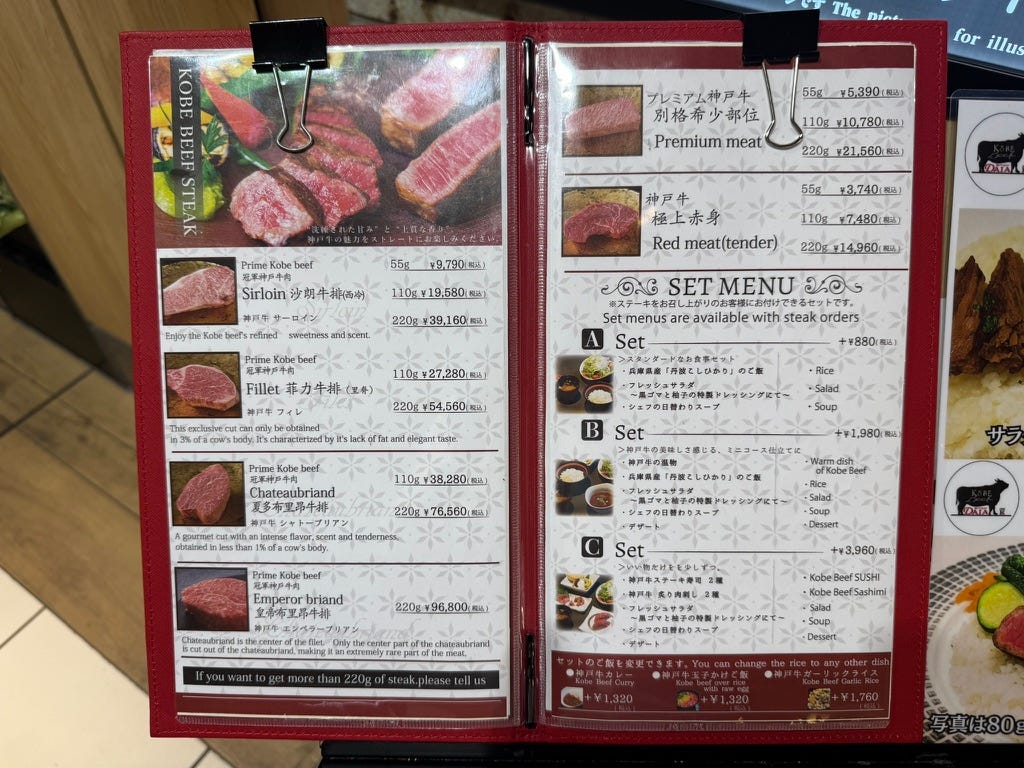 KOBE BEEF STEAK
"洗練された甘み" と "上質な香り"。
神戸牛の魅力をストレートにお楽しみください。
Prime Kobe beef
冠軍神戸牛肉
Sirloin 沙朗牛排(西冷)
神戸牛 サーロイン
55g ¥9,790(税込)
110g ¥19,580(税込)
220g ¥39,160(税込)
Enjoy the Kobe beef's refined sweetness and scent.
Prime Kobe beef
冠軍神戸牛肉
Fillet 菲力牛排 (里脊)
神戸牛 フィレ
110g ¥27,280(税込)
220g ¥54,560(税込)
This exclusive cut can only be obtained
in 3% of a cow's body. It's characterized by it's lack of fat and elegant taste.
Prime Kobe beef
冠軍神戸牛肉
Chateaubriand
夏多布里昂牛排
神戸牛 シャトーブリアン
110g ¥38,280(税込)
220g ¥76,560(税込)
A gourmet cut with an intense flavor, scent and tenderness.
obtained in less than 1% of a cow's body.
Prime Kobe beef
冠軍神戸牛肉
Emperor briand
皇帝布里昂牛排
神戸牛 エンペラーブリアン
220g ¥96,800(税込)
Chateaubriand is the center of the filet. Only the center part of the chateaubriand
is cut out of the chateaubriand, making it an extremely rare part of the meat.
If you want to get more than 220g of steak,please tell us
プレミアム神戸牛
別格希少部位
Premium meat
55g ¥5,390(税込)
110g ¥10,780(税込)
220g ¥21,560(税込)
神戸牛
極上赤身
Red meat(tender)
55g ¥3,740(税込)
110g ¥7,480(税込)
220g ¥14,960(税込)
SET MENU
※ステーキをお召し上がりのお客様にお付けできるセットです。
Set menus are available with steak orders
A Set +¥880(税込)
>スタンダードなお食事セット
・兵庫県産「丹波こしひかり」のご飯
・フレッシュサラダ
～黒ゴマと柚子の特製ドレッシングにて～
・シェフの日替わりスープ
・Rice
・Salad
・Soup
B Set +¥1,980(税込)
>神戸牛の美味しさ感じる、ミニコース仕立てに
・神戸牛の温物
・兵庫県産「丹波こしひかり」のご飯
・フレッシュサラダ
～黒ゴマと柚子の特製ドレッシングにて～
・シェフの日替わりスープ
・デザート
・Warm dish
of Kobe Beef
・Rice
・Salad
・Soup
・Dessert
C Set +¥3,960(税込)
>いい物だけを少しずつ、
・神戸牛ステーキ寿司 2種
・神戸牛 炙り肉刺し 2種
・フレッシュサラダ
～黒ゴマと柚子の特製ドレッシングにて～
・シェフの日替わりスープ
・デザート
・Kobe Beef SUSHI
・Kobe Beef Sashimi
・Salad
・Soup
・Dessert
セットのご飯を変更できます。You can change the rice to any other dish
●神戸牛カレー
Kobe Beef Curry
+¥1,320
(税込)
●神戸牛玉子かけご飯
Kobe beef over rice
with raw egg
+¥1,320
(税込)
●神戸牛ガーリックライス
Kobe Beef Garlic Rice
+¥1,760
(税込)
です The pict
for illus
KOBE
Beef
DATA
サラ
KOBE
Beef
DATA
写真は80g